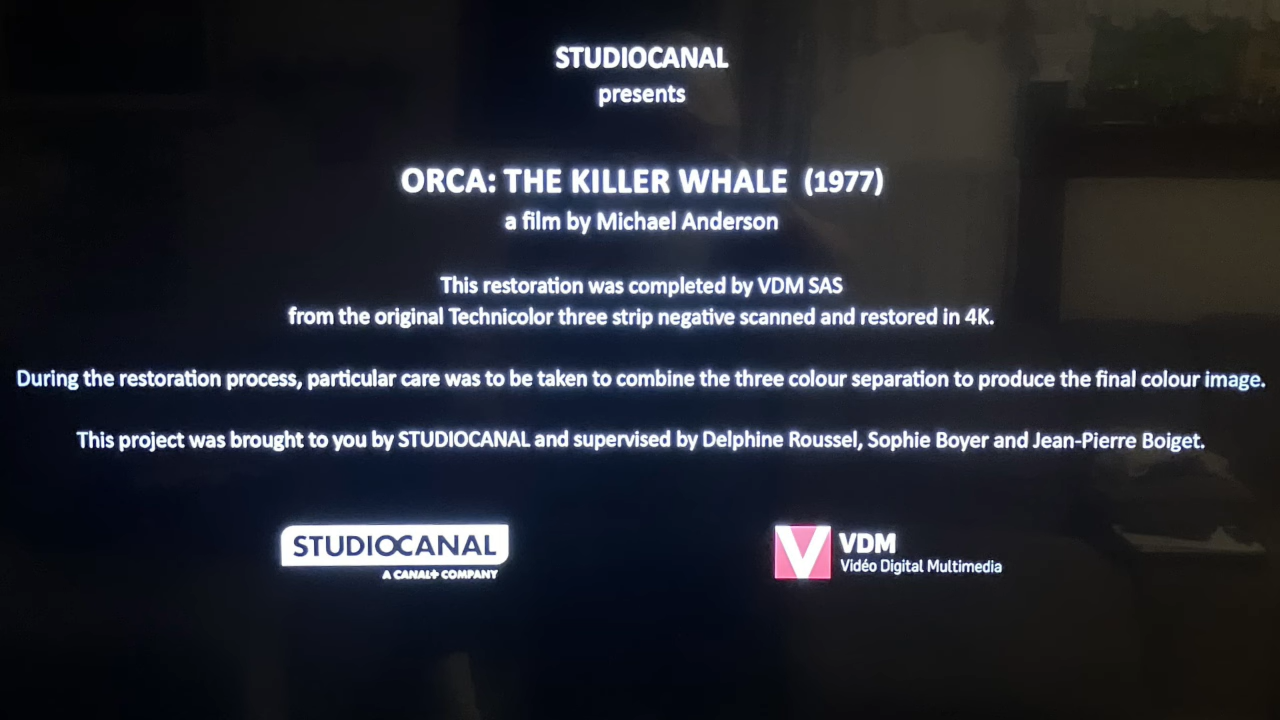 STUDIOCANAL
presents
ORCA: THE KILLER WHALE (1977)
a film by Michael Anderson
This restoration was completed by VDM SAS
from the original Technicolor three strip negative scanned and restored in 4K.
During the restoration process, particular care was to be taken to combine the three colour separation to produce the final colour image.
This project was brought to you by STUDIOCANAL and supervised by Delphine Roussel, Sophie Boyer and Jean-Pierre Boiget.
STUDIOCANAL
A CANAL+ COMPANY
V VDM
Vidéo Digital Multimedia